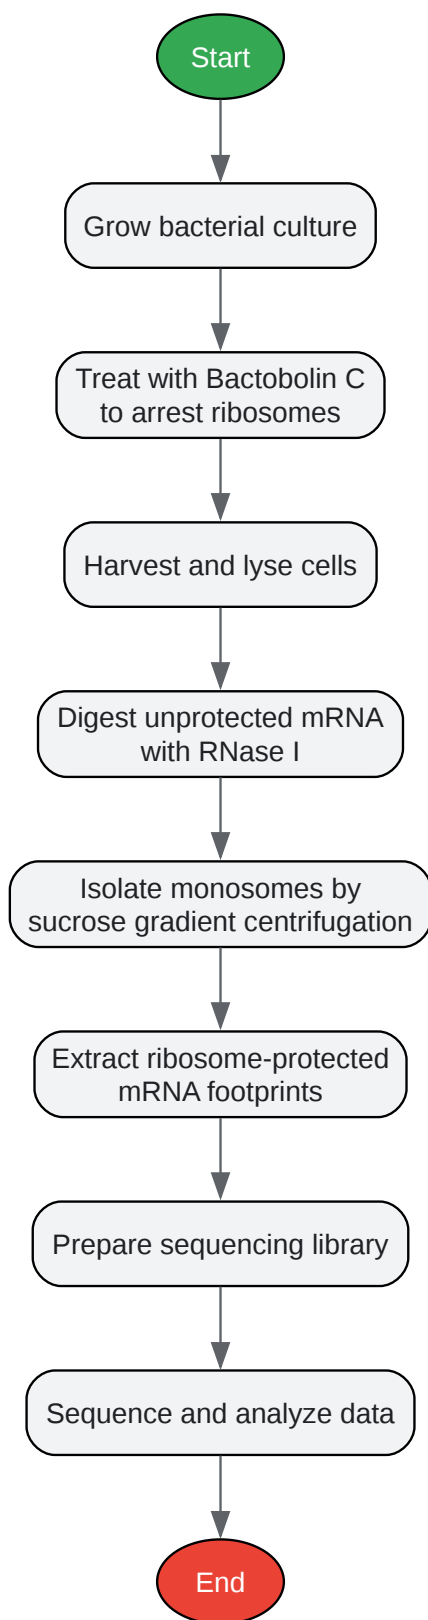 Start
Grow bacterial culture
Treat with Bactobolin C
to arrest ribosomes
Harvest and lyse cells
Digest unprotected mRNA
with RNase I
Isolate monosomes by
sucrose gradient centrifugation
Extract ribosome-protected
mRNA footprints
Prepare sequencing library
Sequence and analyze data
End